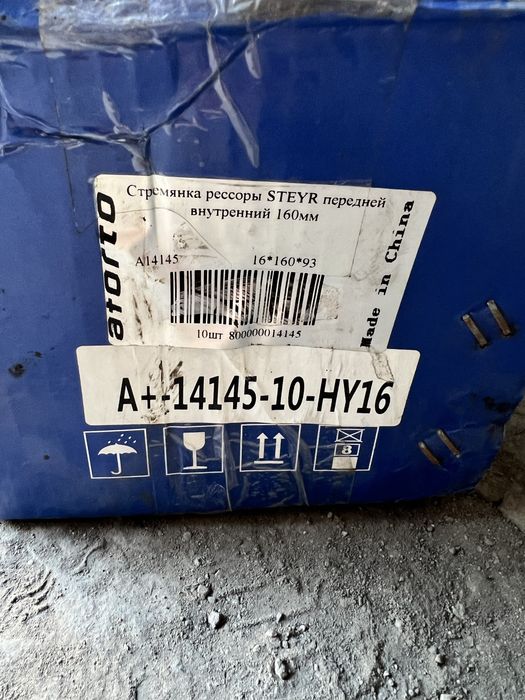 Стремянка рессоры STEYR передней
внутренний 160мм
A14145 16*160*93
10шт 800000014145
Made in China
A+-14145-10-HY16
8